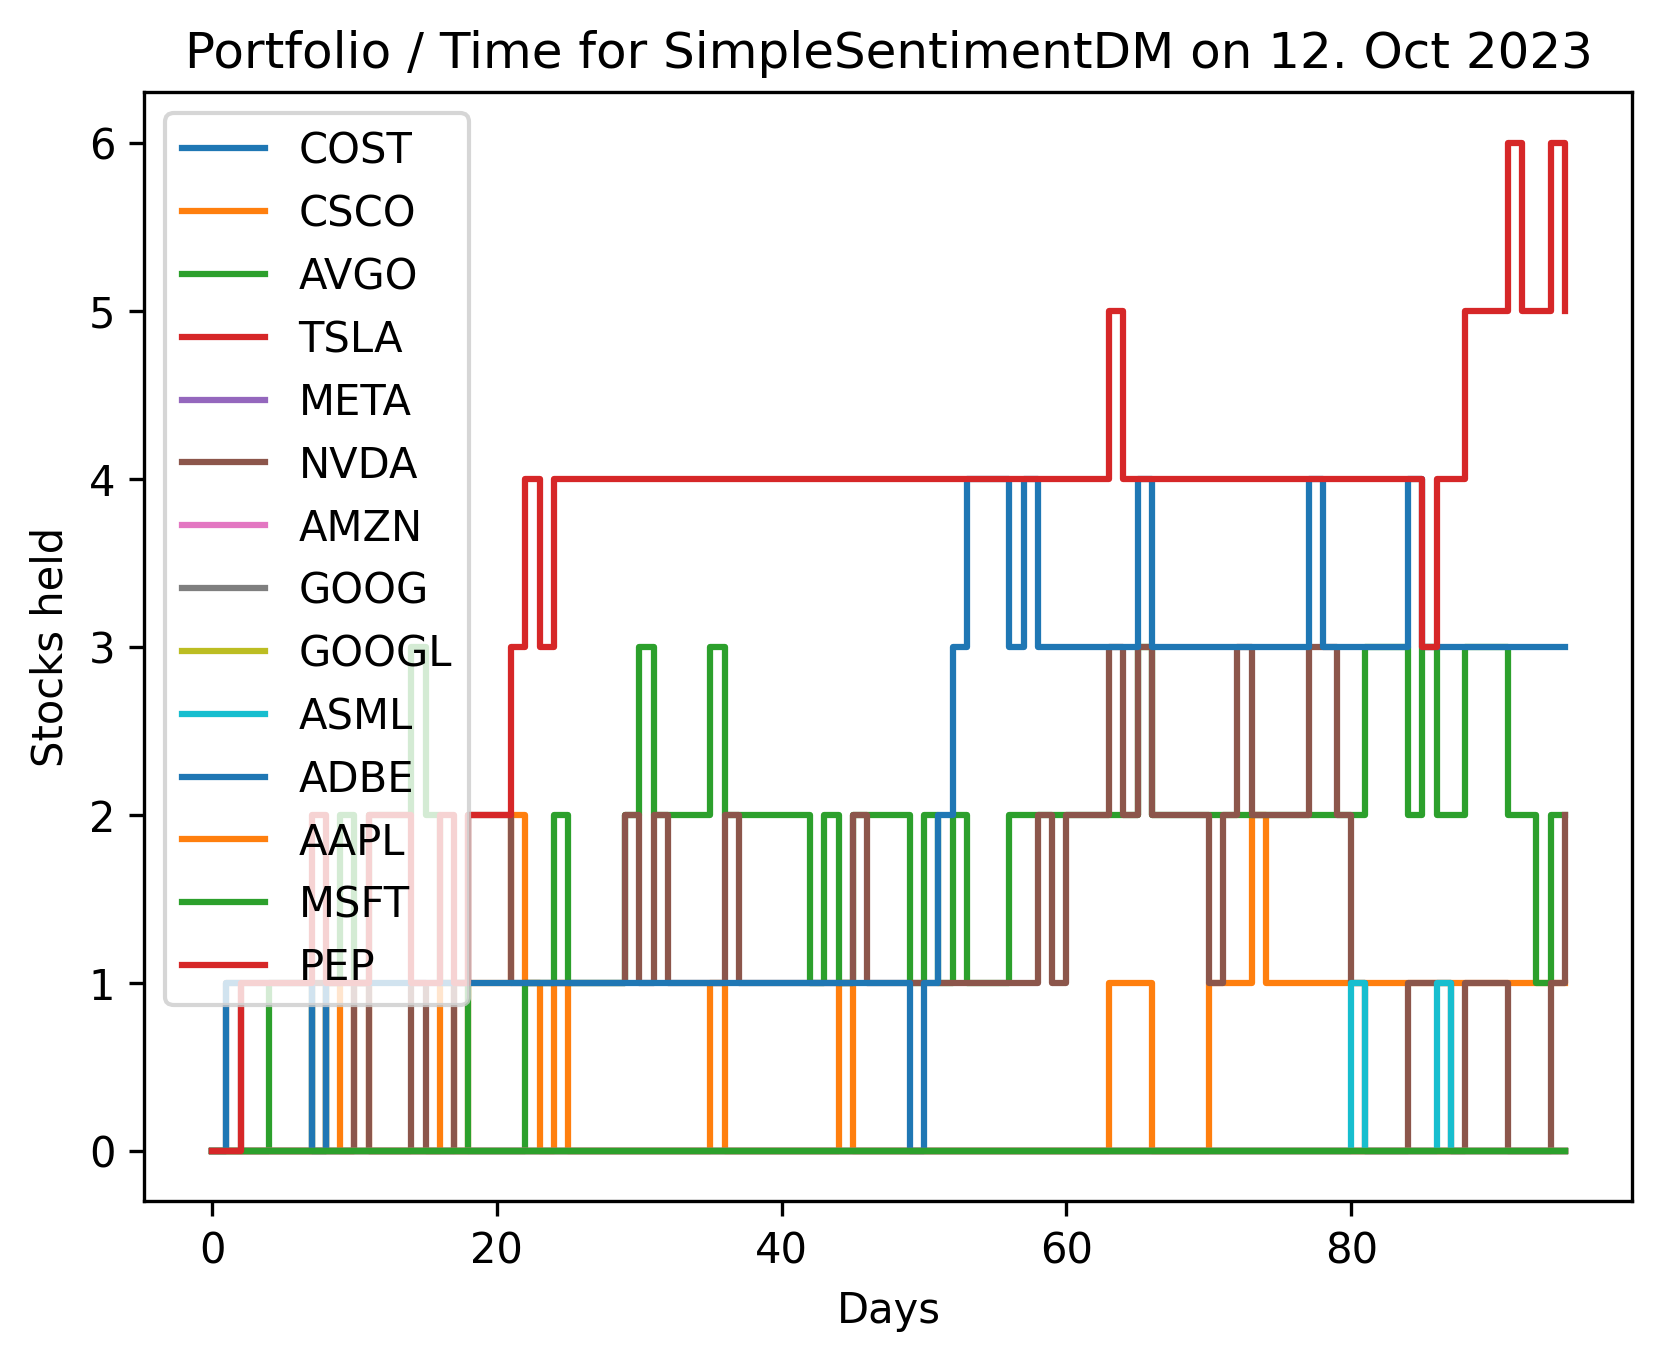 Portfolio / Time for SimpleSentimentDM on 12. Oct 2023
COST
CSCO
AVGO
TSLA
META
NVDA
AMZN
GOOG
GOOGL
ASML
ADBE
AAPL
MSFT
PEP
6
5
4
3
2
1
0
Stocks held
0 20 40 60 80
Days